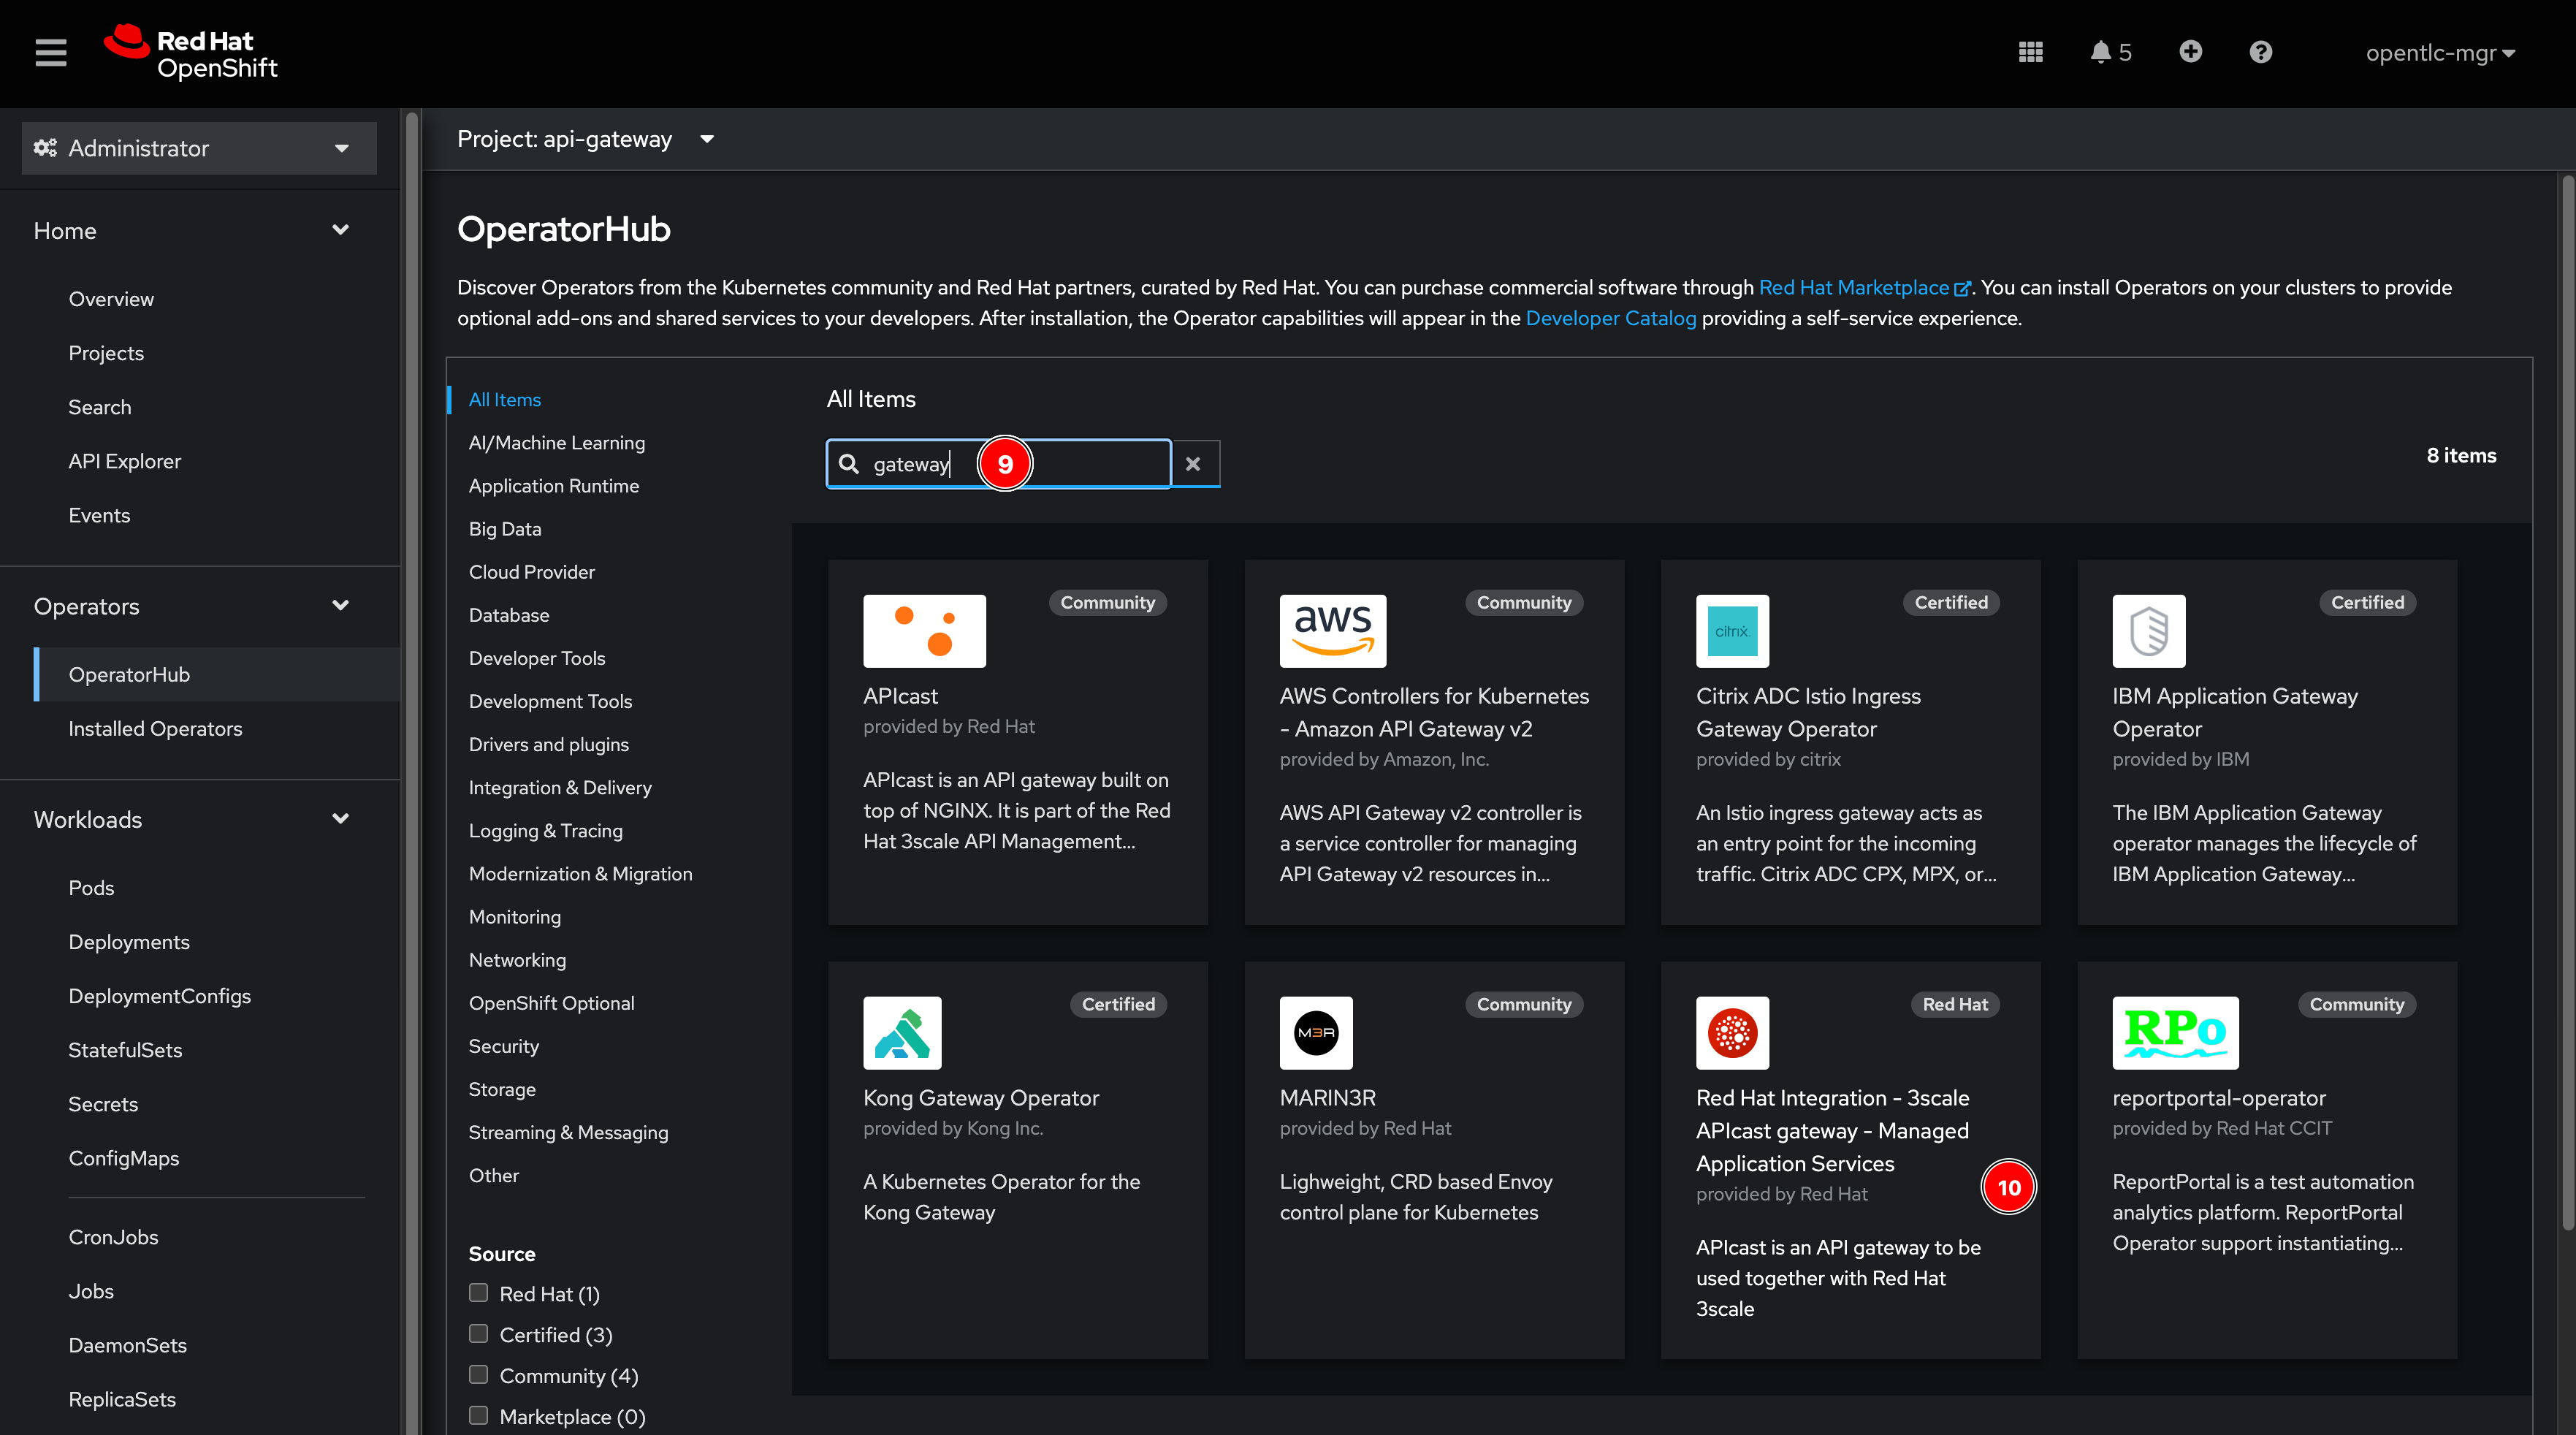 Red Hat
OpenShift
5
opentlc-mgr
Administrator
Home
Overview
Projects
Search
API Explorer
Events
Operators
OperatorHub
Installed Operators
Workloads
Pods
Deployments
DeploymentConfigs
StatefulSets
Secrets
ConfigMaps
CronJobs
Jobs
DaemonSets
ReplicaSets
Project: api-gateway
OperatorHub
Discover Operators from the Kubernetes community and Red Hat partners, curated by Red Hat. You can purchase commercial software through Red Hat Marketplace. You can install Operators on your clusters to provide
optional add-ons and shared services to your developers. After installation, the Operator capabilities will appear in the Developer Catalog providing a self-service experience.
All Items
AI/Machine Learning
Application Runtime
Big Data
Cloud Provider
Database
Developer Tools
Development Tools
Drivers and plugins
Integration & Delivery
Logging & Tracing
Modernization & Migration
Monitoring
Networking
OpenShift Optional
Security
Storage
Streaming & Messaging
Other
Source
Red Hat (1)
Certified (3)
Community (4)
Marketplace (0)
All Items
gateway
9
8 items
Community
APIcast
provided by Red Hat
APIcast is an API gateway built on
top of NGINX. It is part of the Red
Hat 3scale API Management...
aws
Community
AWS Controllers for Kubernetes
- Amazon API Gateway v2
provided by Amazon, Inc.
AWS API Gateway v2 controller is
a service controller for managing
API Gateway v2 resources in...
citrix
Certified
Citrix ADC Istio Ingress
Gateway Operator
provided by citrix
An Istio ingress gateway acts as
an entry point for the incoming
traffic. Citrix ADC CPX, MPX, or...
Certified
IBM Application Gateway
Operator
provided by IBM
The IBM Application Gateway
operator manages the lifecycle of
IBM Application Gateway...
Certified
Kong Gateway Operator
provided by Kong Inc.
A Kubernetes Operator for the
Kong Gateway
M3R
Community
MARIN3R
provided by Red Hat
Lighweight, CRD based Envoy
control plane for Kubernetes
Red Hat
Red Hat Integration - 3scale
APIcast gateway - Managed
Application Services
provided by Red Hat
10
APIcast is an API gateway to be
used together with Red Hat
3scale
RPo
Community
reportportal-operator
provided by Red Hat CCIT
ReportPortal is a test automation
analytics platform. ReportPortal
Operator support instantiating...